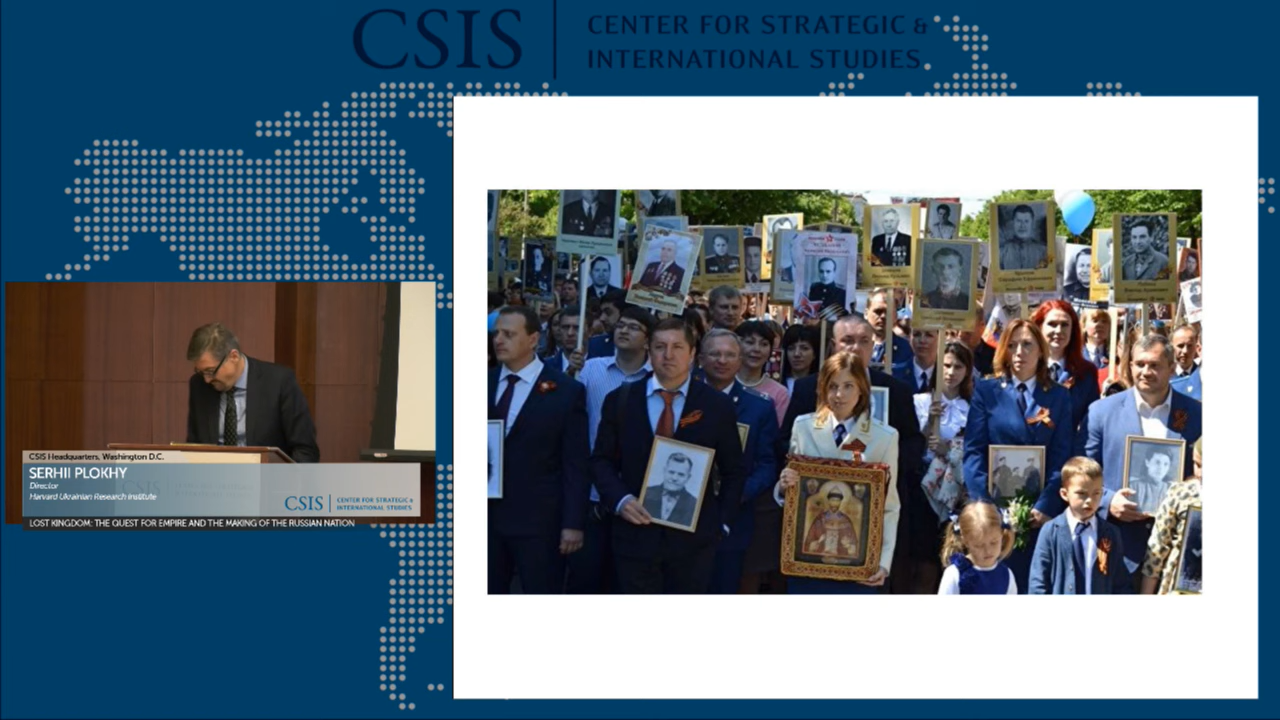 CSIS
CENTER FOR STRATEGIC &
INTERNATIONAL STUDIES
CSIS Headquarters, Washington D.C.
SERHII PLOKHY
Director
Harvard Ukrainian Research Institute
CSIS
CENTER FOR STRATEGIC &
INTERNATIONAL STUDIES
LOST KINGDOM: THE QUEST FOR EMPIRE AND THE MAKING OF THE RUSSIAN NATION